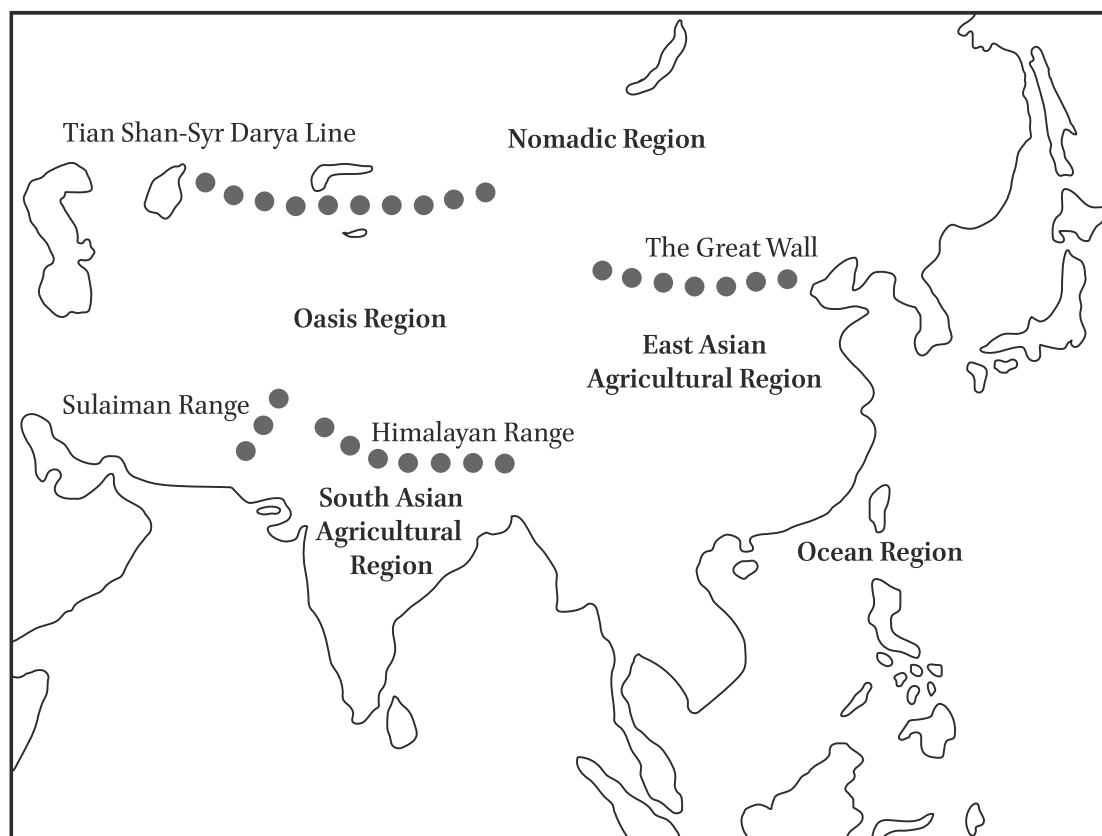 Tian Shan-Syr Darya Line
Nomadic Region
The Great Wall
Oasis Region
East Asian
Agricultural Region
Sulaiman Range
Himalayan Range
South Asian
Agricultural
Region
Ocean Region